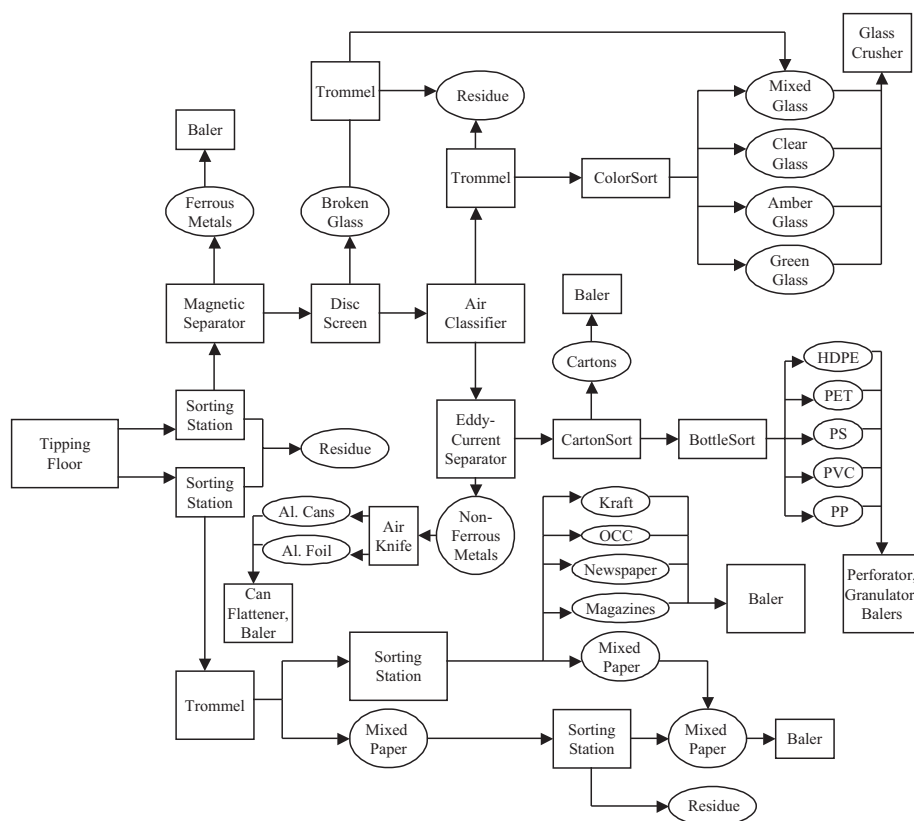 Glass
Crusher
Trommel
Residue
Mixed
Glass
Baler
Clear
Glass
Trommel
ColorSort
Ferrous
Metals
Broken
Glass
Amber
Glass
Green
Glass
Magnetic
Separator
Disc
Screen
Air
Classifier
Baler
Cartons
HDPE
PET
Sorting
Station
Eddy-
Current
Separator
CartonSort
BottleSort
PS
Tipping
Floor
Residue
PVC
Sorting
Station
PP
Al. Cans
Al. Foil
Air
Knife
Non-
Ferrous
Metals
Kraft
OCC
Newspaper
Magazines
Baler
Perforator,
Granulator,
Balers
Can
Flattener,
Baler
Sorting
Station
Mixed
Paper
Trommel
Mixed
Paper
Sorting
Station
Mixed
Paper
Baler
Residue